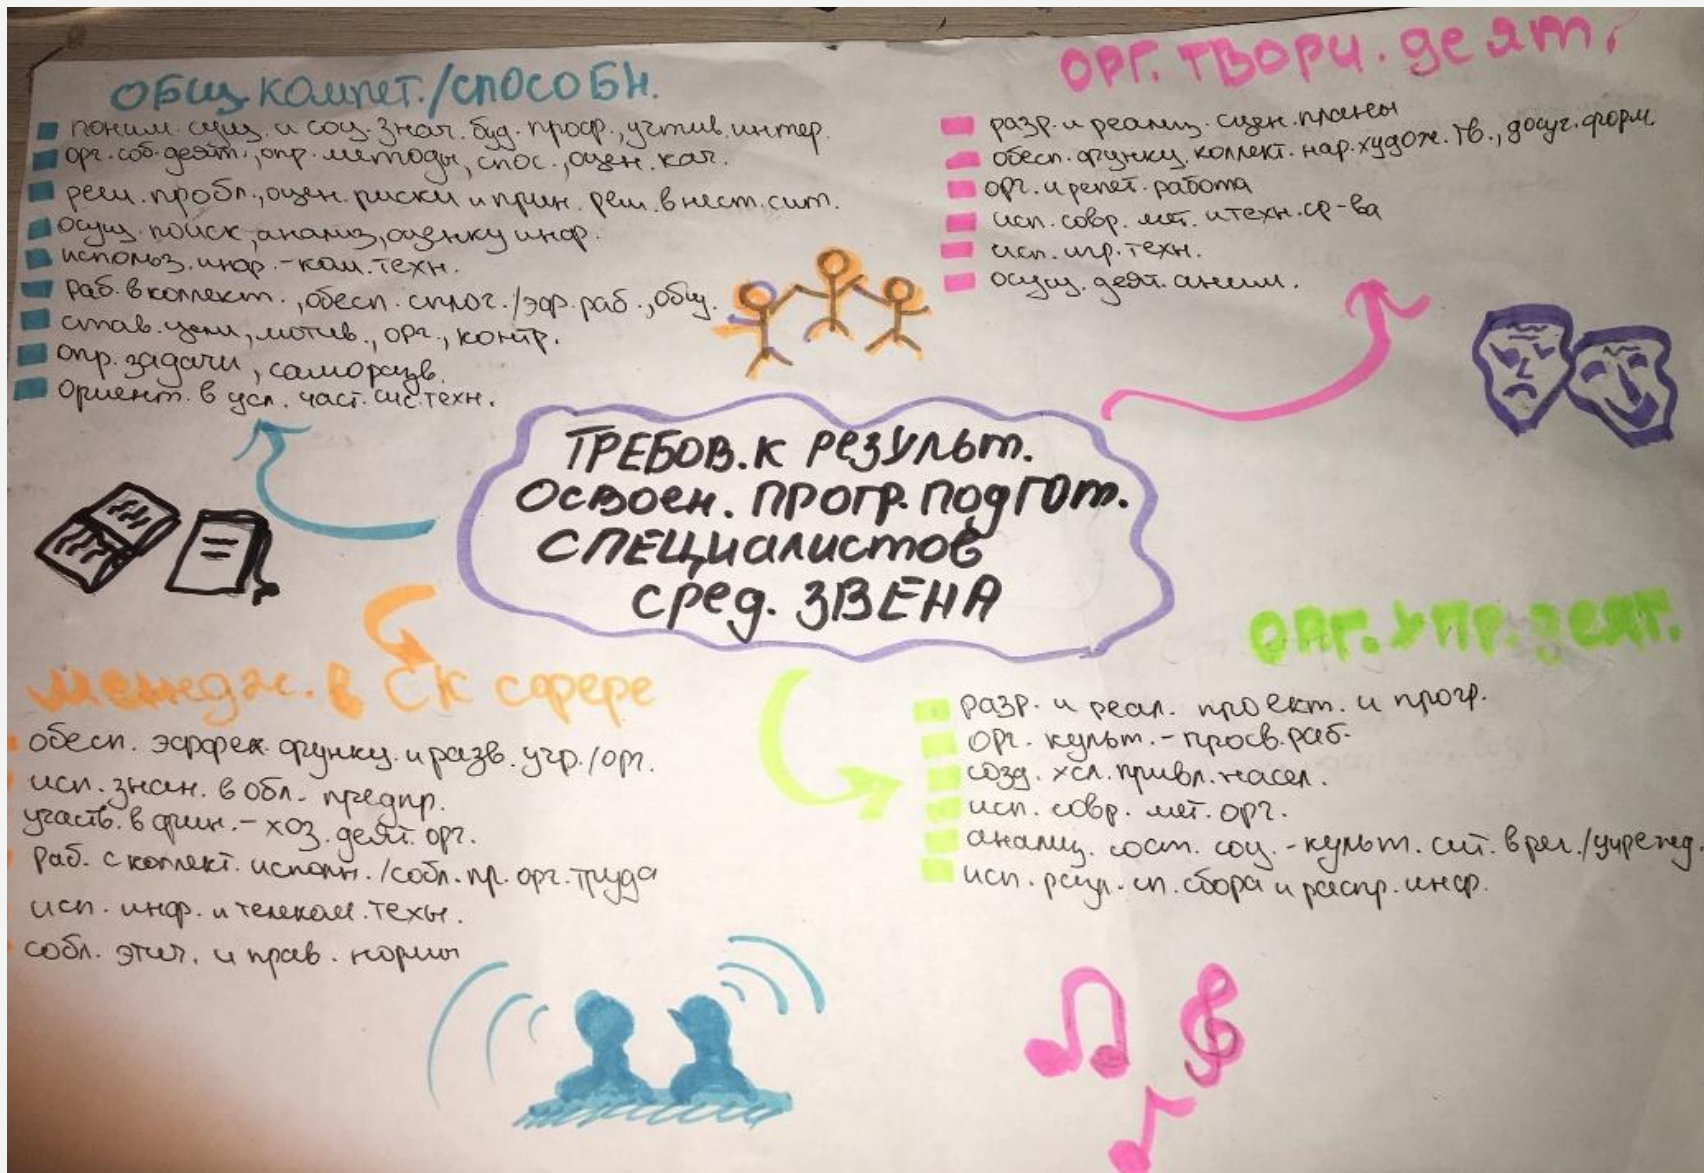 ОБЩ. КОМПЕТ./СПОСОБН.
поним. сущ. и соц. знач. буд. проф., учитыв. интер.
орг. соб. деят., опр. методы, спос., оцен. кач.
реш. пробл., оцен. риски и прин. реш. в нест. сит.
осущ. поиск, анализ, оценку инф.
использ. инф.-ком. техн.
раб. в коллект., обесп. сплоч./эфф. раб., общ.
став. цели, мотив., орг., контр.
опр. задачи, саморазв.
ориент. в усл. част. см. техн.
ОРГ. ТВОРЧ. деят.
разр. и реализ. сцен. планы
обесп. функц. коллект. нар. худож. тв., досуг. форм.
орг. и репет. работа
исп. совр. мет. и техн. ср-ва
исп. игр. техн.
осущ. деят. аним.
ТРЕБОВ. К РЕЗУЛЬТ.
ОСВОЕН. ПРОГР. ПОДГОТ.
СПЕЦИАЛИСТОВ
СРЕД. ЗВЕНА
менедж. в СК сфере
обесп. эффек. функц. и разв. учр./орг.
исп. знан. в обл. предпр.
участв. в фин.-хоз. деят. орг.
раб. с коллект. исполн./собл. пр. орг. труда
исп. инф. и телеком. техн.
собл. этич. и прав. нормы
ОРГ. УПР. деят.
разр. и реал. проект. и прогр.
орг. культ.-просв. раб.
созд. усл. привл. насел.
исп. совр. мет. орг.
анализ. сост. соц.-культ. сит. в рег./учрежд.
исп. сп. сбора и распр. инф.